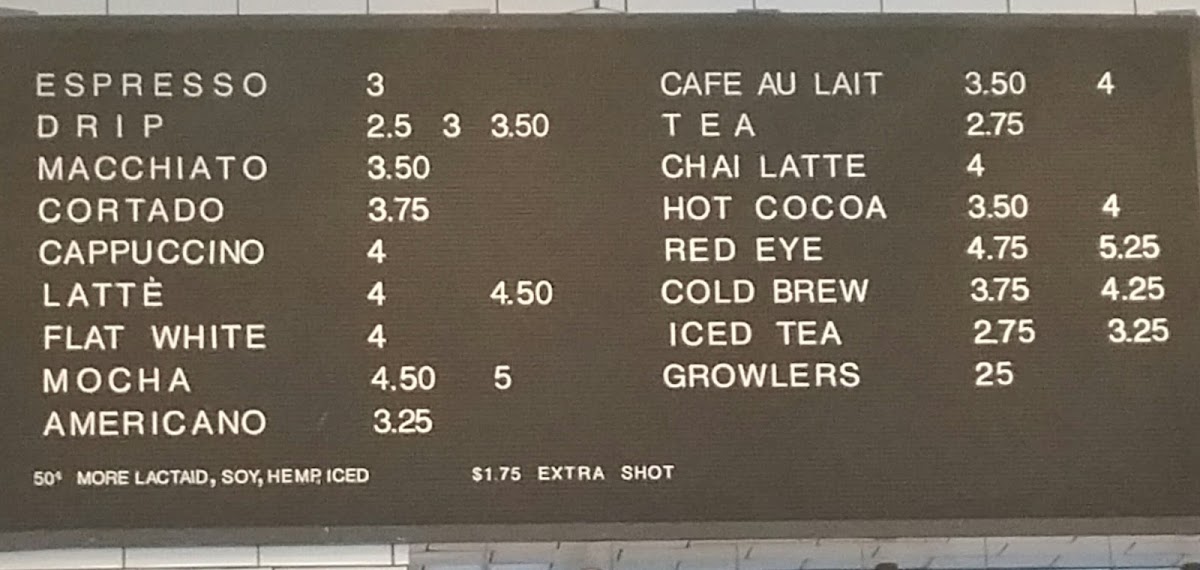 ESPRESSO 3
DRIP 2.5 3 3.50
MACCHIATO 3.50
CORTADO 3.75
CAPPUCCINO 4
LATTÈ 4 4.50
FLAT WHITE 4
MOCHA 4.50 5
AMERICANO 3.25
50¢ MORE LACTAID, SOY, HEMP, ICED
$1.75 EXTRA SHOT
CAFE AU LAIT 3.50 4
TEA 2.75
CHAI LATTE 4
HOT COCOA 3.50 4
RED EYE 4.75 5.25
COLD BREW 3.75 4.25
ICED TEA 2.75 3.25
GROWLERS 25